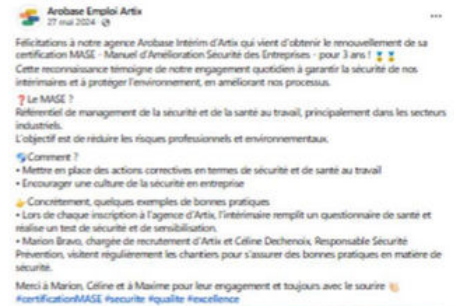 Arobase Emploi Artix
27 mai 2024
Félicitations à notre agence Arobase Intérim d'Artix qui vient d'obtenir le renouvellement de sa
certification MASE - Manuel d'Amélioration Sécurité des Entreprises - pour 3 ans !
Cette reconnaissance témoigne de notre engagement quotidien à garantir la sécurité de nos
intérimaires et à protéger l'environnement, en améliorant nos processus.
❓Le MASE ?
Référentiel de management de la sécurité et de la santé au travail, principalement dans les secteurs
industriels.
L'objectif est de réduire les risques professionnels et environnementaux.
Comment ?
• Mettre en place des actions correctives en termes de sécurité et de santé au travail
• Encourager une culture de la sécurité en entreprise
👉Concrètement, quelques exemples de bonnes pratiques
• Lors de chaque inscription à l'agence d'Artix, l'intérimaire remplit un questionnaire de santé et
réalise un test de sécurité et de sensibilisation.
• Marion Bravo, chargée de recrutement d'Artix et Céline Dechenoix, Responsable Sécurité
Prévention, visitent régulièrement les chantiers pour s'assurer des bonnes pratiques en matière de
sécurité.
Merci à Marion, Céline et à Maxime pour leur engagement et toujours avec le sourire
#certificationMASE #securite #qualite #excellence